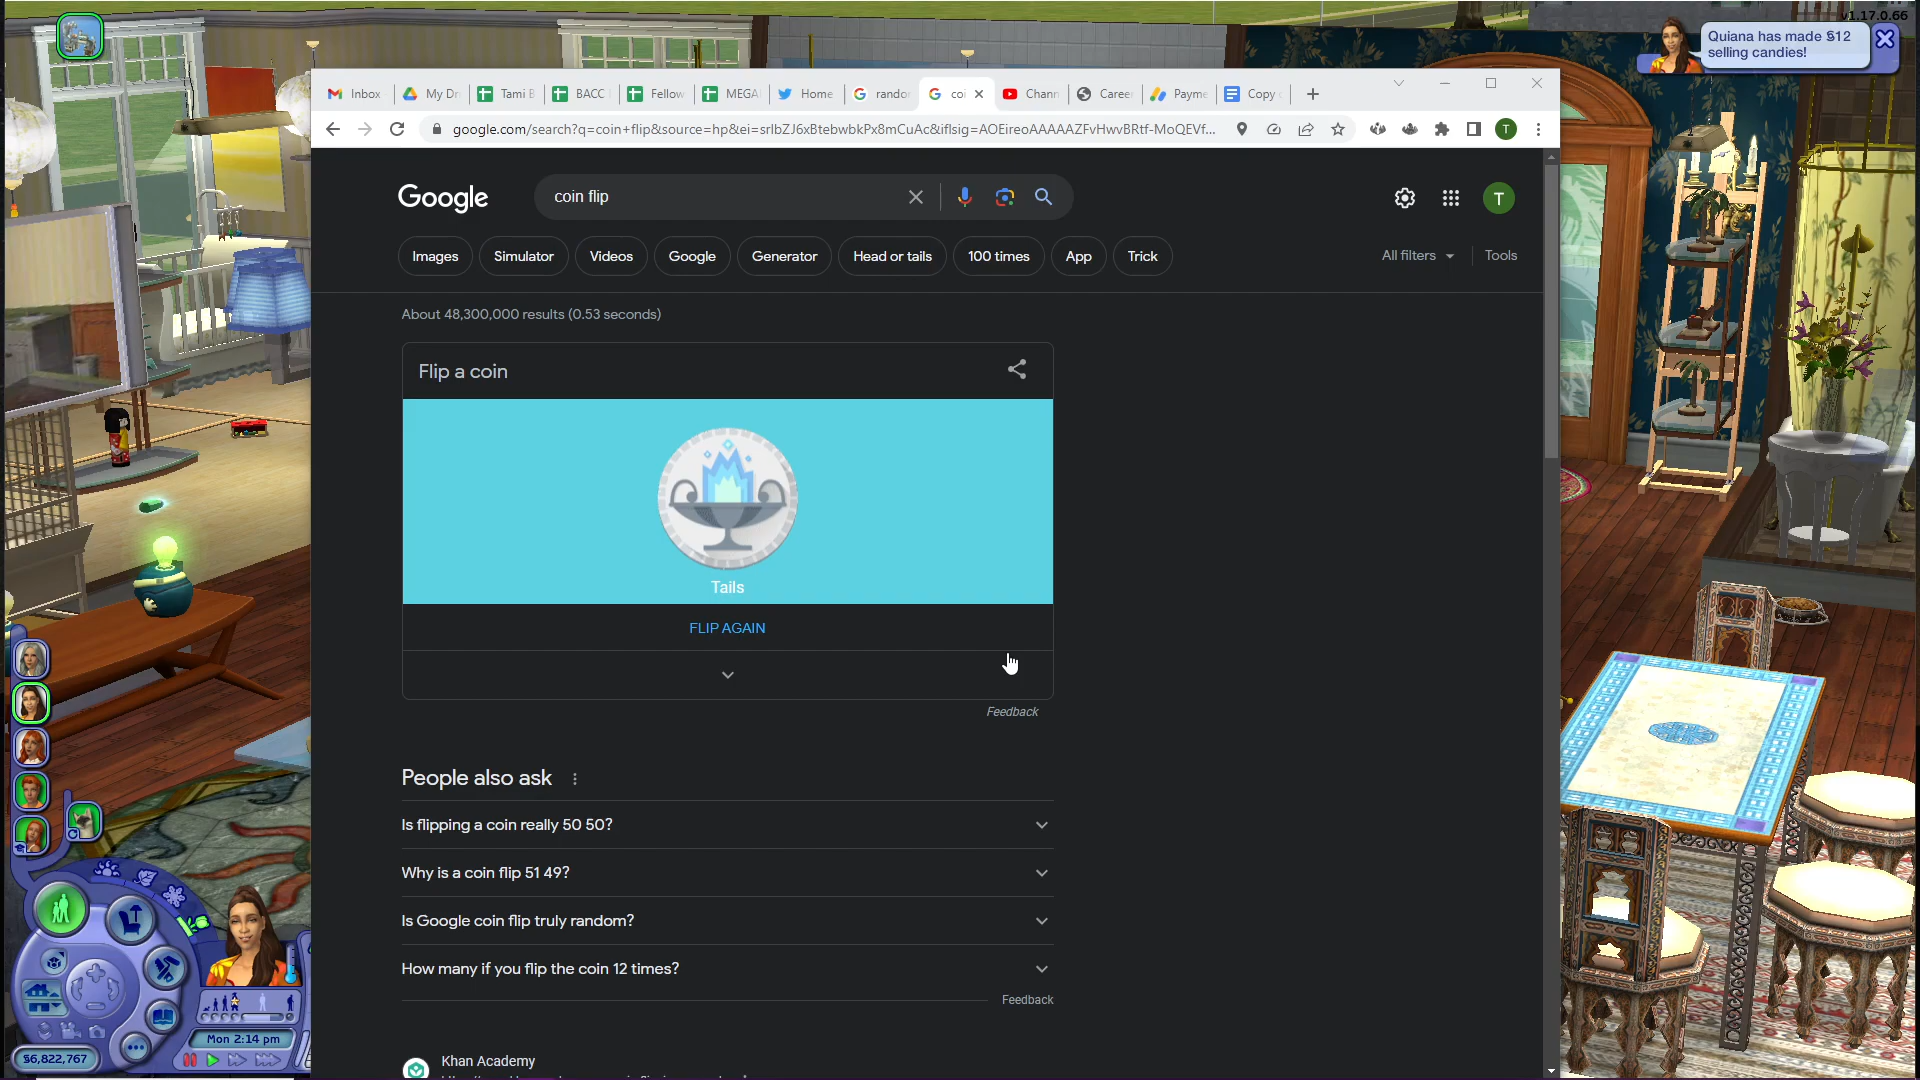 v1.17.0.66
Quiana has made §12
selling candies!
Inbox
My Dr
Tami B
BACC
Fellow
MEGA
Home
randor
coi
Chann
Career
Payme
Copy
google.com/search?q=coin+flip&source=hp&ei=srIbZJ6xBtebwbkPx8mCuAc&iflsig=AOEireoAAAAAZFvHwvBRtf-MoQEVf...
T
Google
coin flip
T
Images
Simulator
Videos
Google
Generator
Head or tails
100 times
App
Trick
All filters
Tools
About 48,300,000 results (0.53 seconds)
Flip a coin
Tails
FLIP AGAIN
Feedback
People also ask
Is flipping a coin really 50 50?
Why is a coin flip 51 49?
Is Google coin flip truly random?
How many if you flip the coin 12 times?
Feedback
Khan Academy
Mon 2:14 pm
§6,822,767